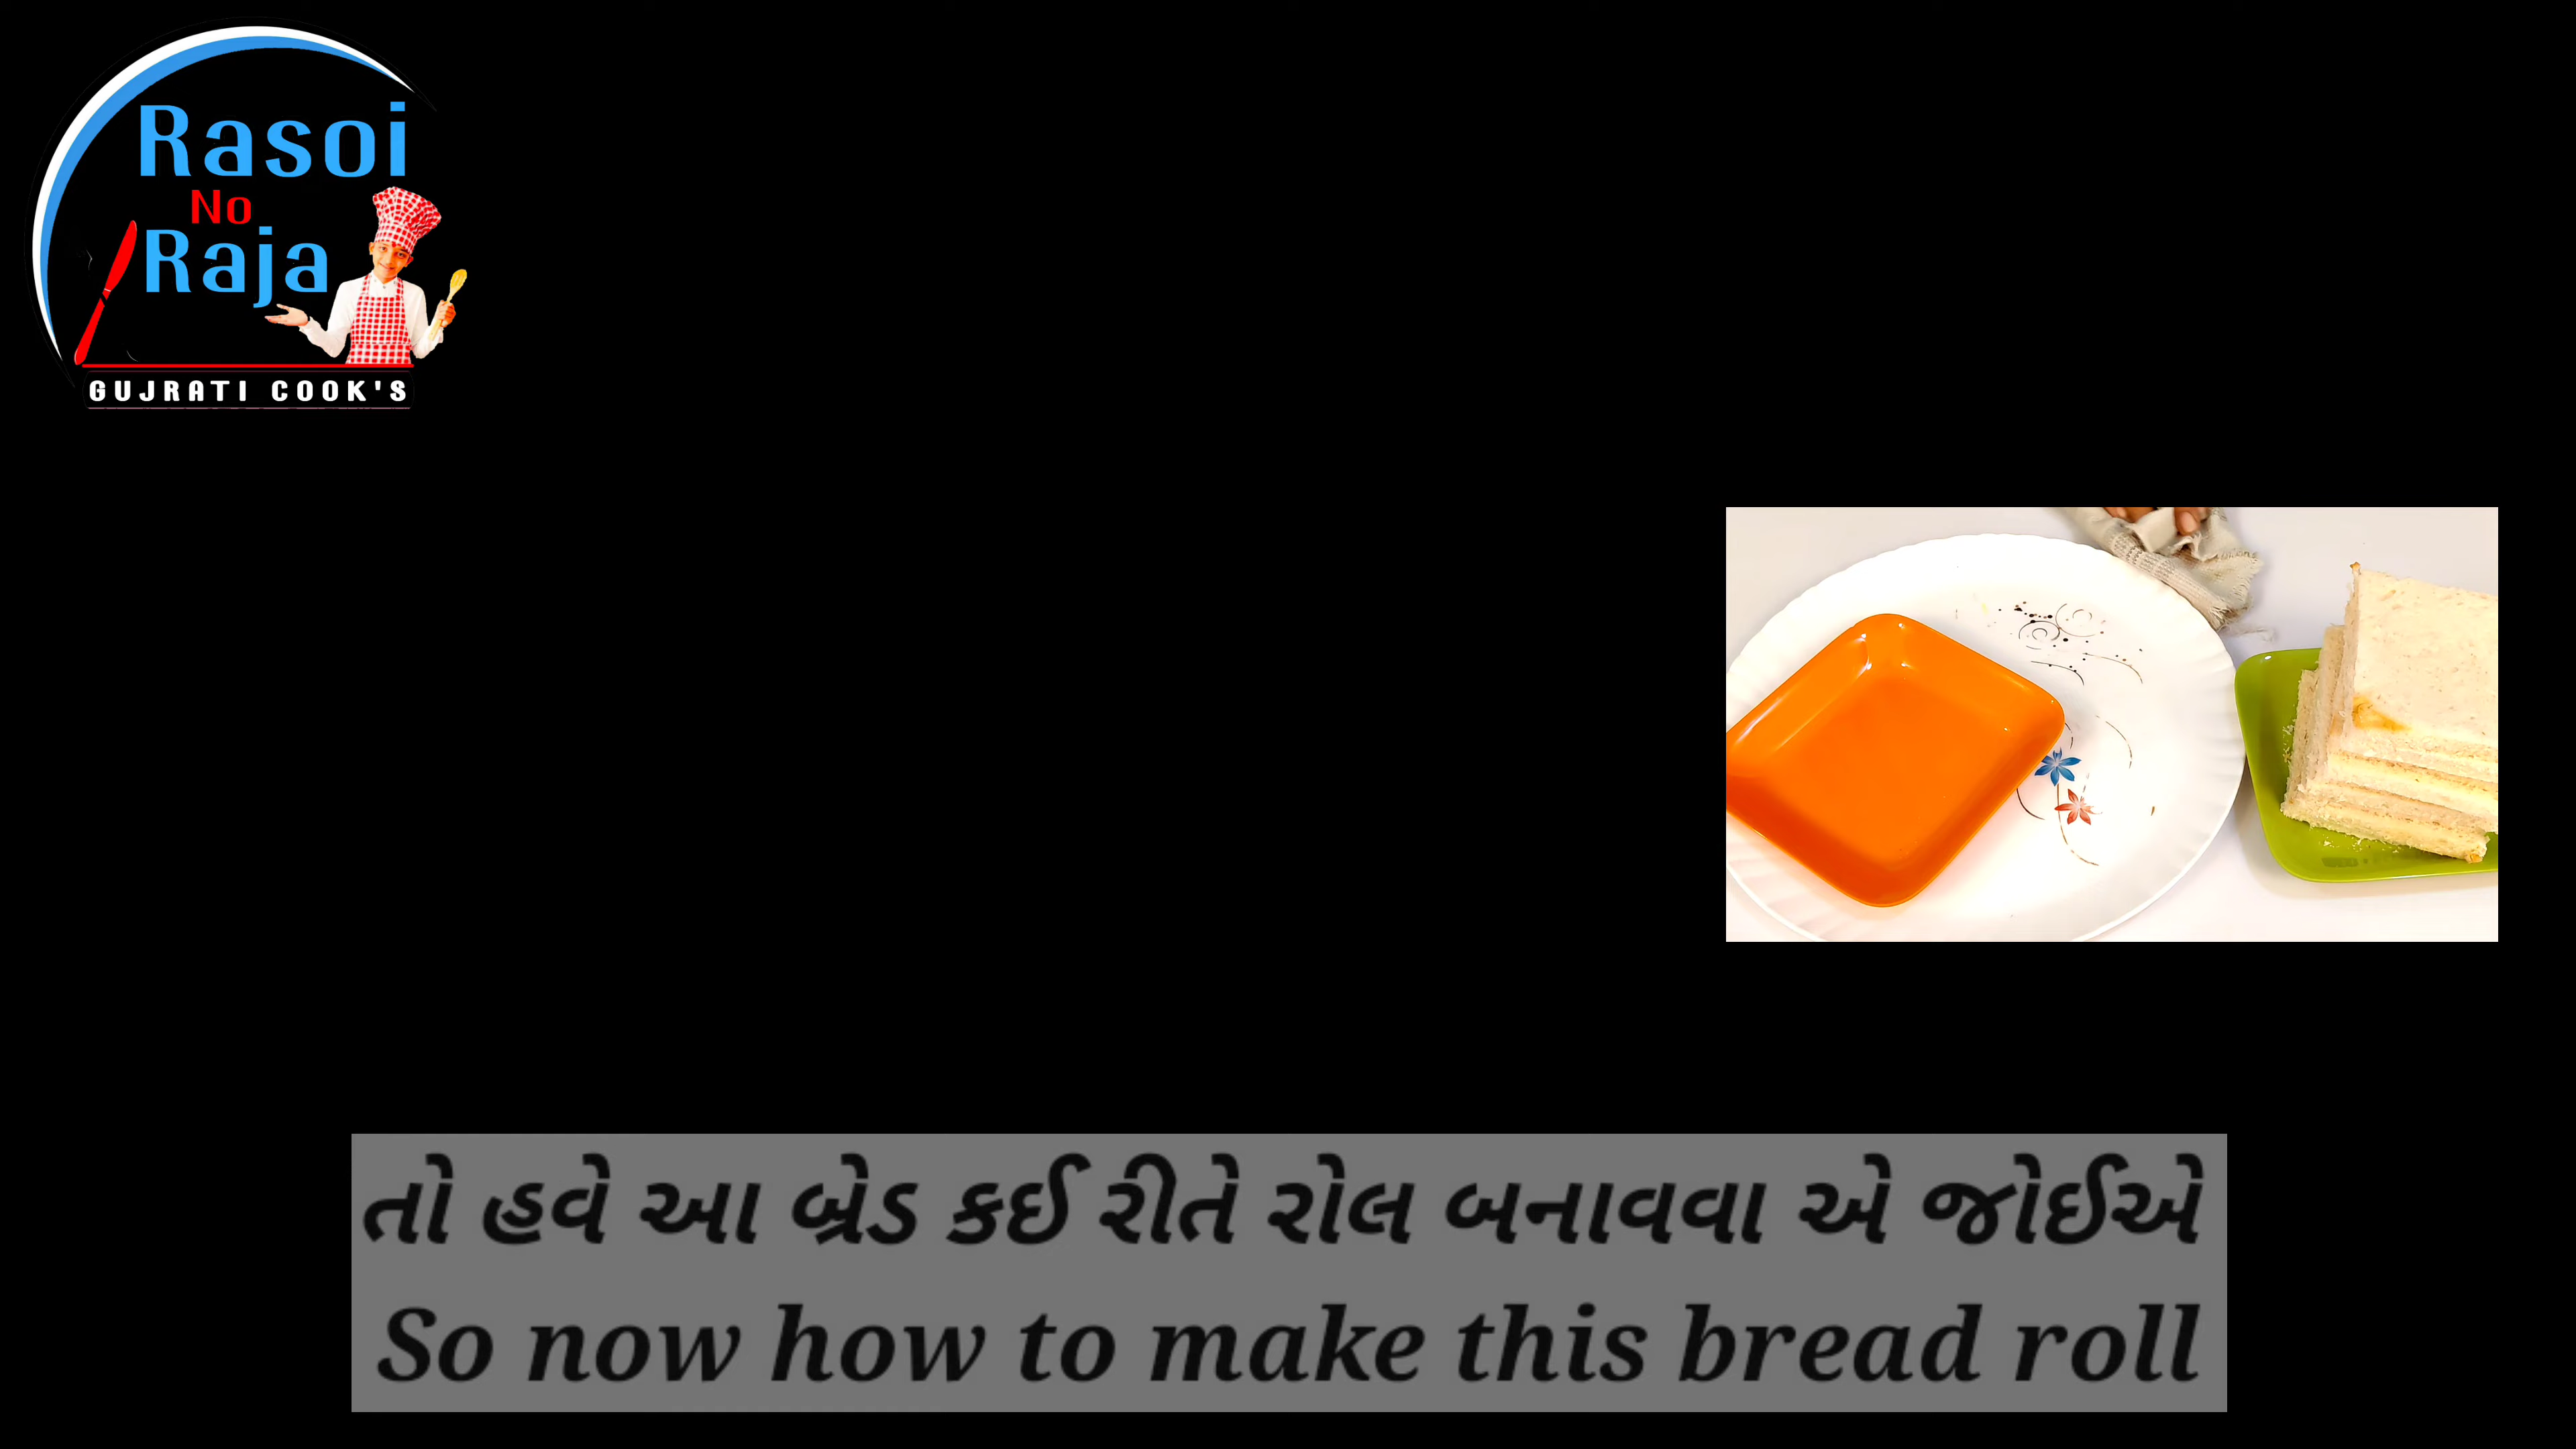 Rasoi
No
Raja
GUJRATI COOK'S
તો હવે આ બ્રેડ કઈ રીતે રોલ બનાવવા એ જોઈએ
So now how to make this bread roll